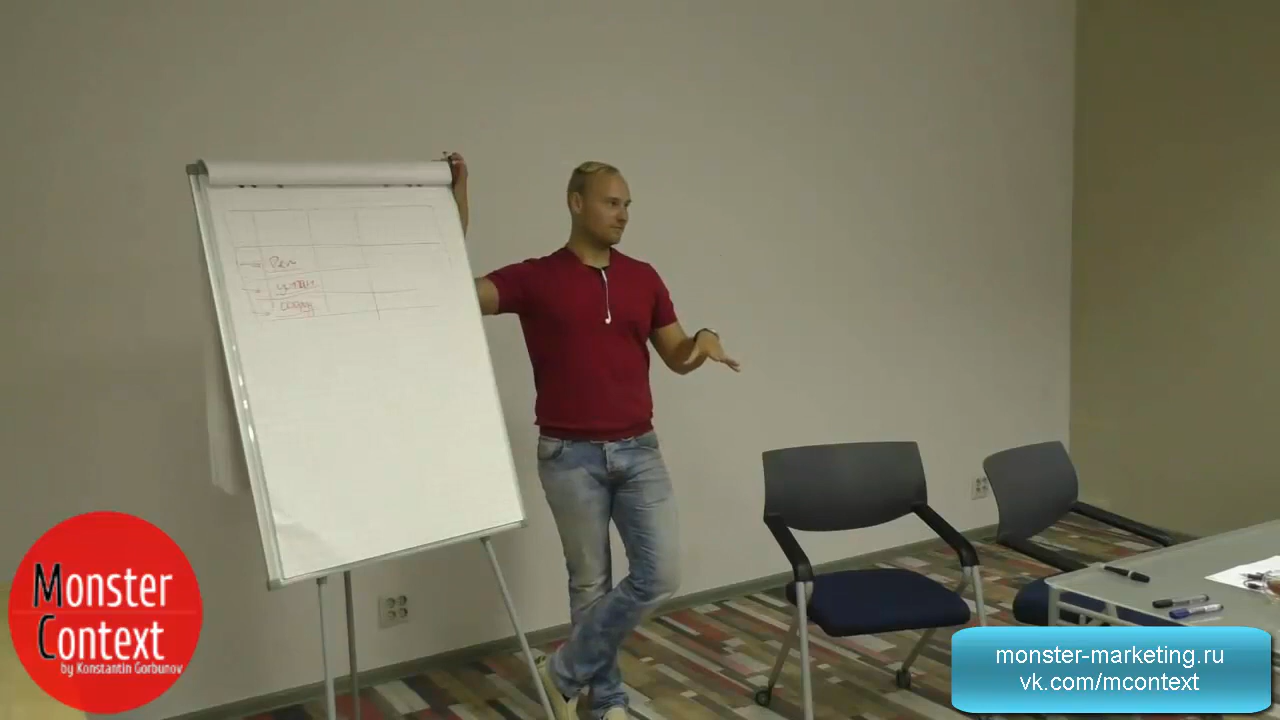 Monster
Context
by Konstantin Gorbunov
monster-marketing.ru
vk.com/mcontext